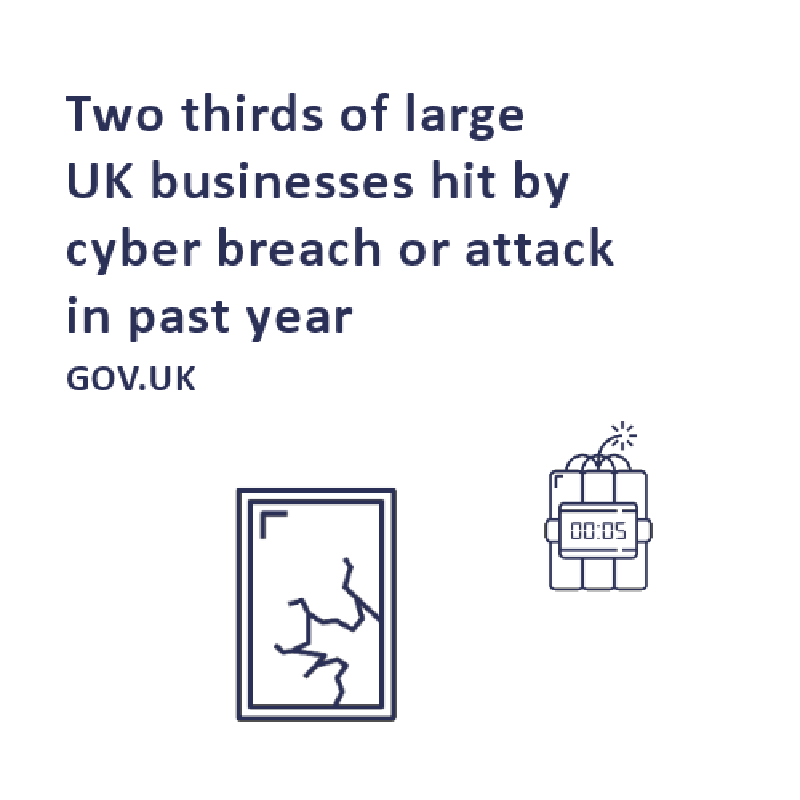 Two thirds of large
UK businesses hit by
cyber breach or attack
in past year
GOV.UK
00:05